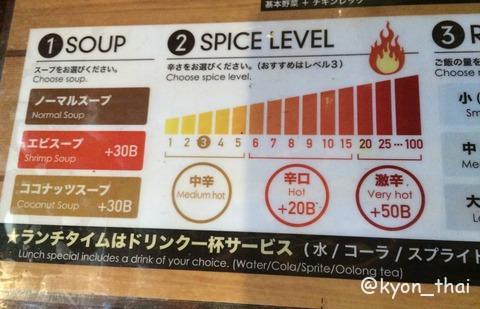 基本野菜 + チキンレッグ
1 SOUP
スープをお選びください。
Choose soup.
ノーマルスープ
Normal Soup
エビスープ
Shrimp Soup +30B
ココナッツスープ
Coconut Soup +30B
2 SPICE LEVEL
辛さをお選びください。(おすすめはレベル3)
Choose spice level.
1 2 3 4 5 6 7 8 9 10 15 20 25…100
中辛
Medium hot
辛口
Hot
+20B
激辛
Very hot
+50B
3
ご飯の量を
Choose
小
中
大
★ランチタイムはドリンク一杯サービス (水 / コーラ / スプライト
Lunch special includes a drink of your choice. (Water/Cola/Sprite/Oolong tea)
@kyon_thai